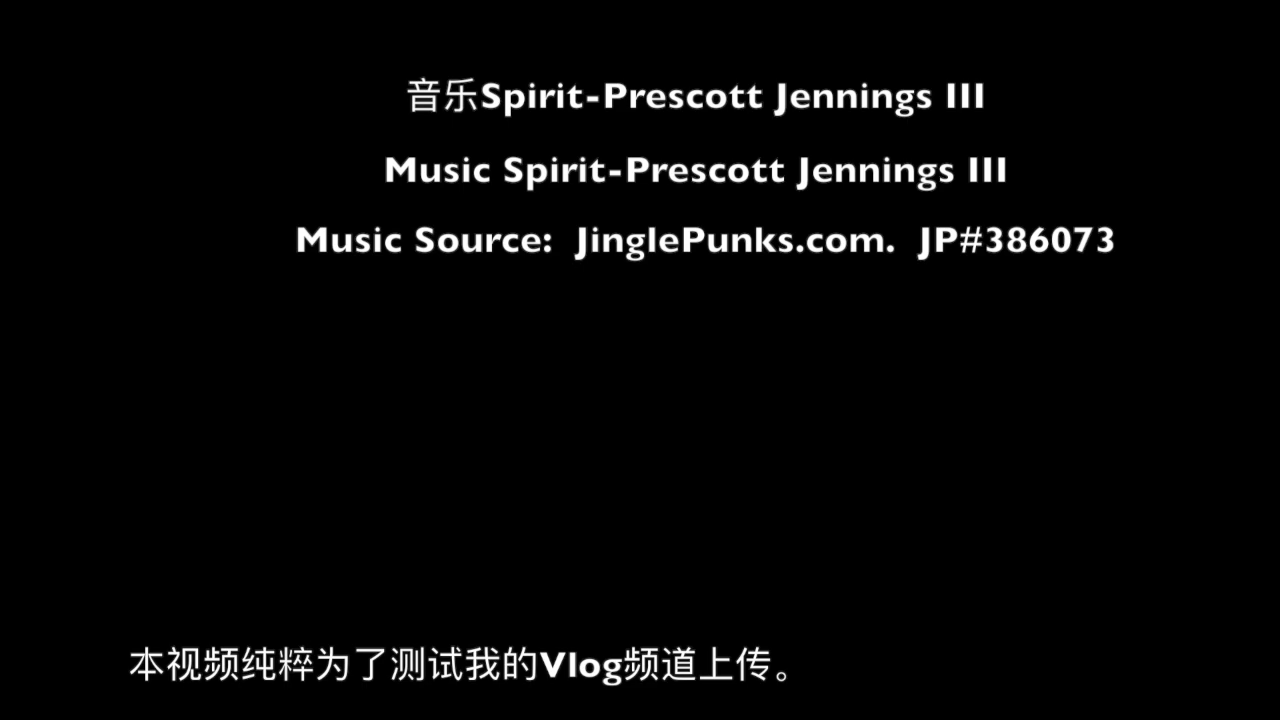 音乐Spirit-Prescott Jennings III
Music Spirit-Prescott Jennings III
Music Source: JinglePunks.com. JP#386073
本视频纯粹为了测试我的Vlog频道上传。